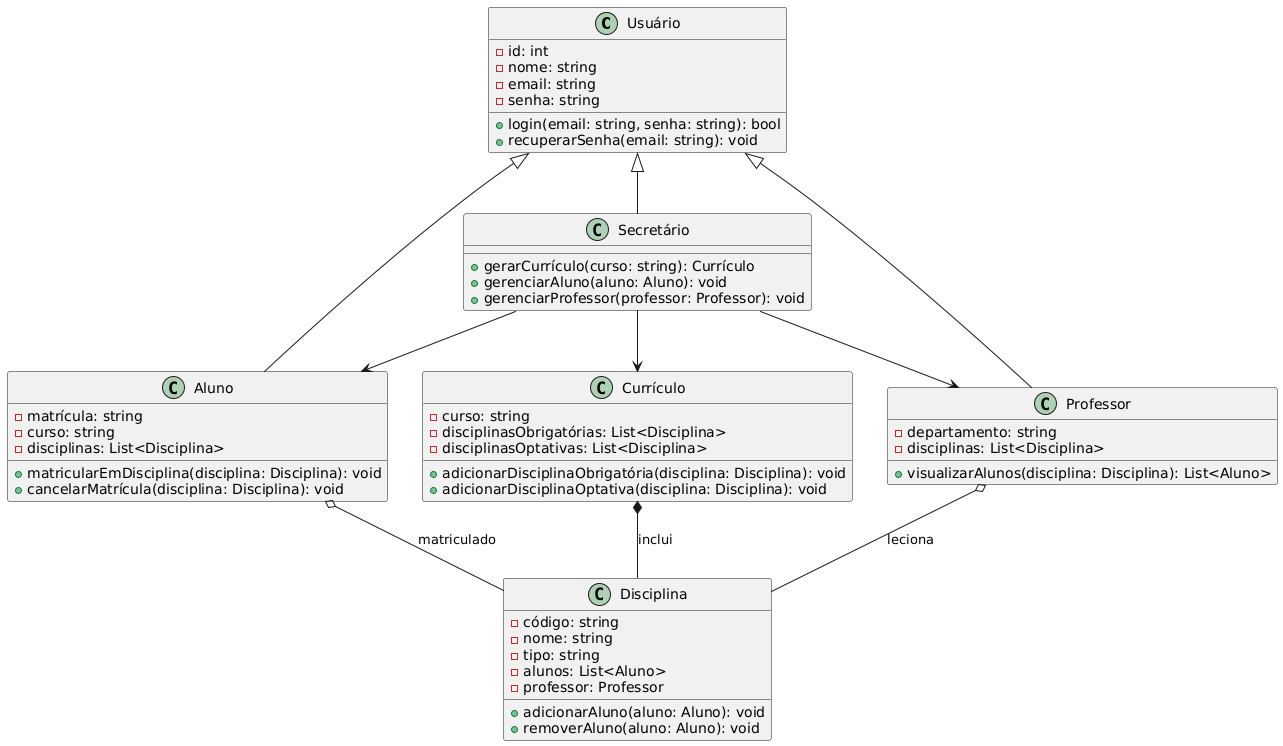 C Usuário
id: int
nome: string
email: string
senha: string
login(email: string, senha: string): bool
recuperarSenha(email: string): void
C Secretário
gerarCurrículo(curso: string): Currículo
gerenciarAluno(aluno: Aluno): void
gerenciarProfessor(professor: Professor): void
C Aluno
matrícula: string
curso: string
disciplinas: List<Disciplina>
matricularEmDisciplina(disciplina: Disciplina): void
cancelarMatrícula(disciplina: Disciplina): void
C Currículo
curso: string
disciplinasObrigatórias: List<Disciplina>
disciplinasOptativas: List<Disciplina>
adicionarDisciplinaObrigatória(disciplina: Disciplina): void
adicionarDisciplinaOptativa(disciplina: Disciplina): void
C Professor
departamento: string
disciplinas: List<Disciplina>
visualizarAlunos(disciplina: Disciplina): List<Aluno>
matriculado
inclui
leciona
C Disciplina
código: string
nome: string
tipo: string
alunos: List<Aluno>
professor: Professor
adicionarAluno(aluno: Aluno): void
removerAluno(aluno: Aluno): void